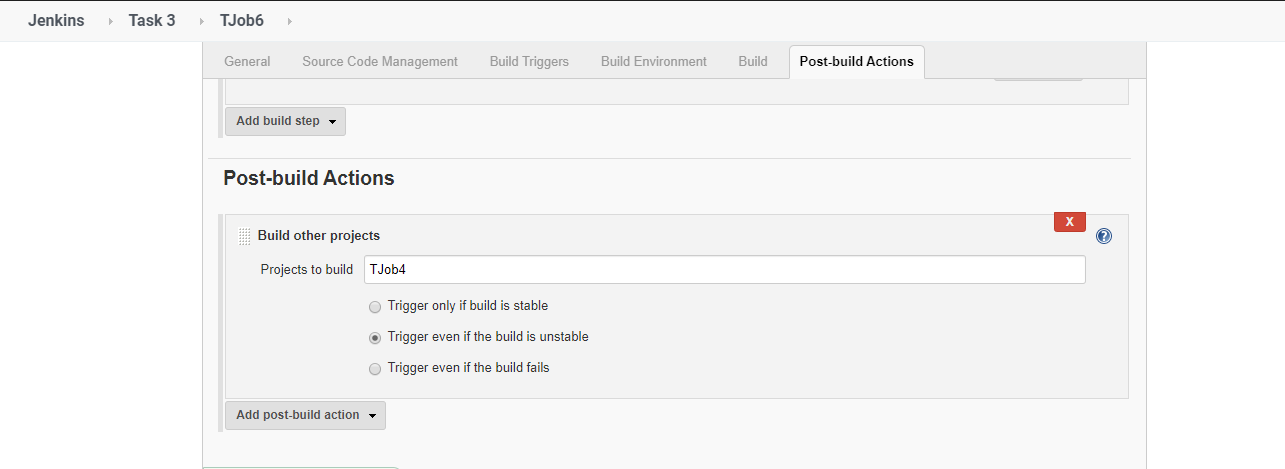 Jenkins Task 3 TJob6
General Source Code Management Build Triggers Build Environment Build Post-build Actions
Add build step
Post-build Actions
X
Build other projects ?
Projects to build TJob4
Trigger only if build is stable
Trigger even if the build is unstable
Trigger even if the build fails
Add post-build action